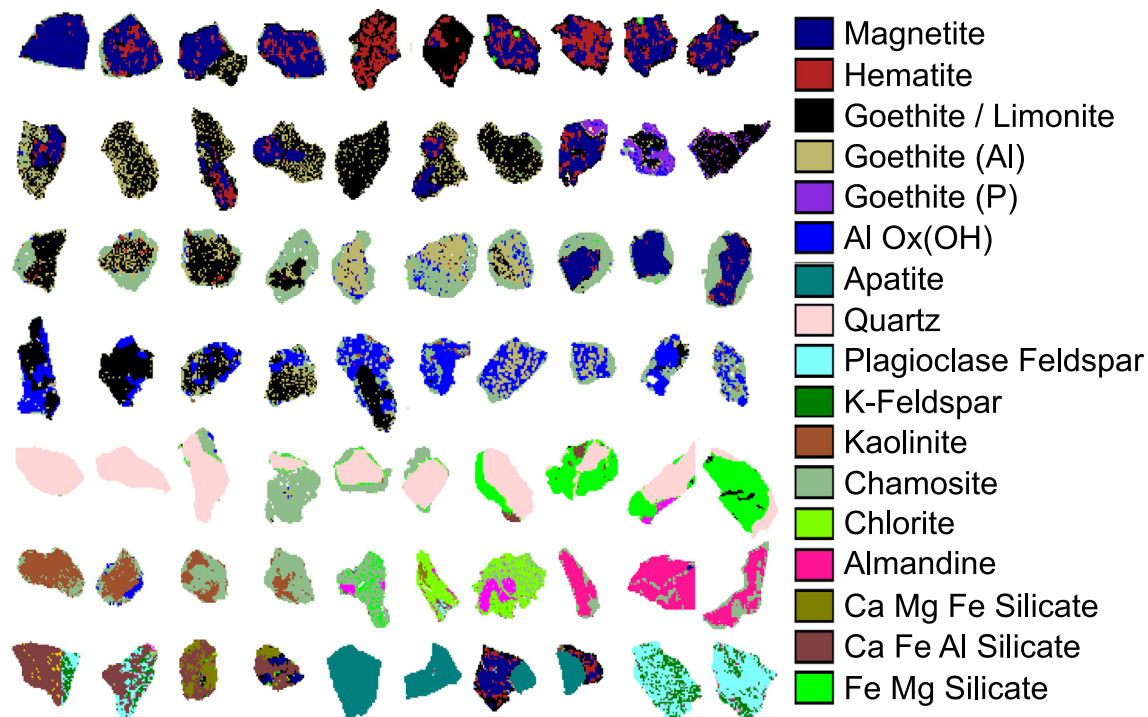 Magnetite
Hematite
Goethite / Limonite
Goethite (Al)
Goethite (P)
Al Ox(OH)
Apatite
Quartz
Plagioclase Feldspar
K-Feldspar
Kaolinite
Chamosite
Chlorite
Almandine
Ca Mg Fe Silicate
Ca Fe Al Silicate
Fe Mg Silicate